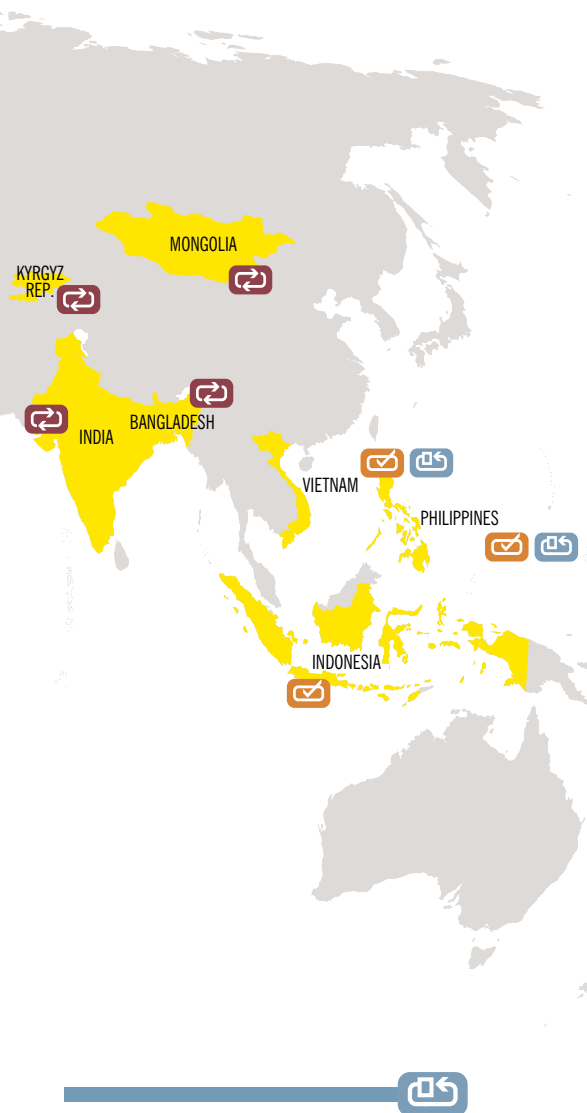 MONGOLIA
KYRGYZ
REP.
BANGLADESH
INDIA
VIETNAM
PHILIPPINES
INDONESIA